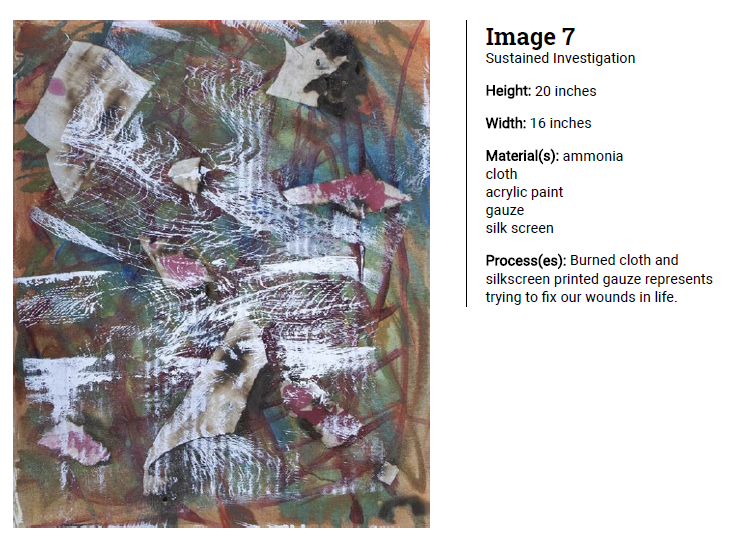 Image 7
Sustained Investigation
Height: 20 inches
Width: 16 inches
Material(s): ammonia
cloth
acrylic paint
gauze
silk screen
Process(es): Burned cloth and
silkscreen printed gauze represents
trying to fix our wounds in life.